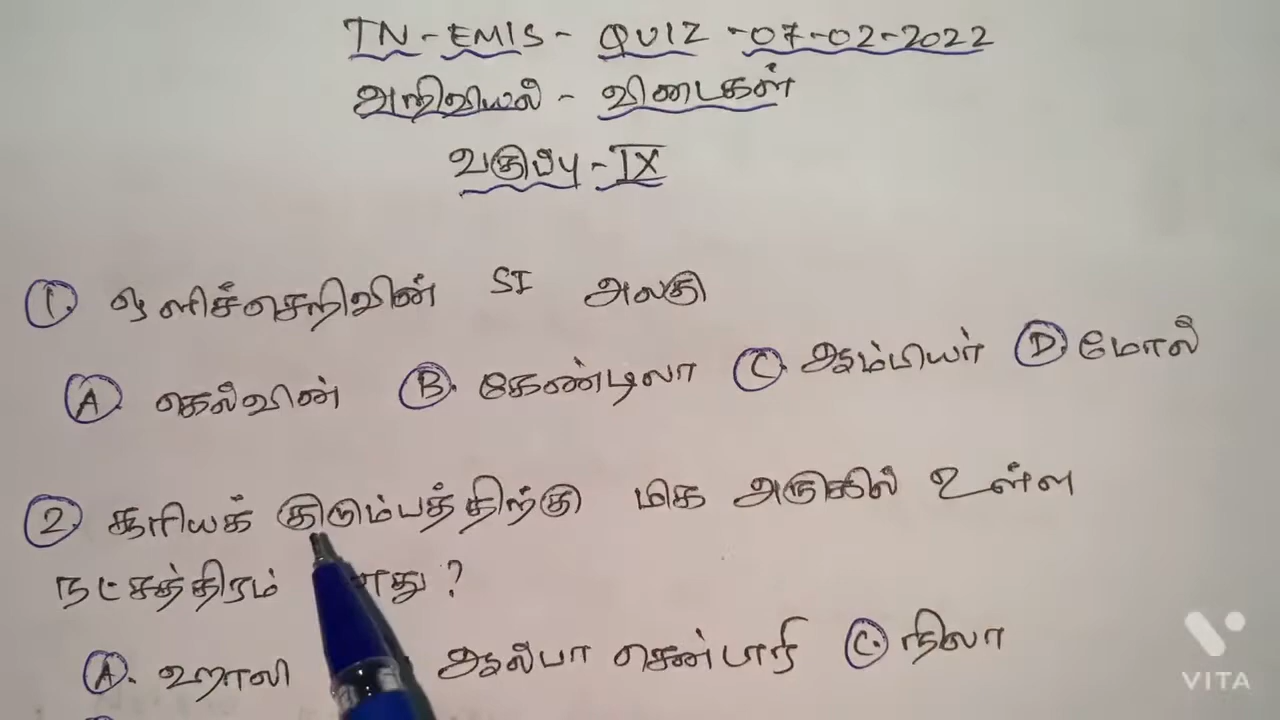 TN-EMIS- QUIZ -07-02-2022
அறிவியல் - விடைகள்
வகுப்பு - IX
1. ஒளிச்செறிவின் SI அலகு
A. கெல்வின் B. கேண்டிலா C. ஆம்பியர் D. மோல்
2 சூரியக் குடும்பத்திற்கு மிக அருகில் உள்ள
நட்சத்திரம் ?
A. ஹாலி ஆல்பா சென்டாரி C. நிலா
VITA